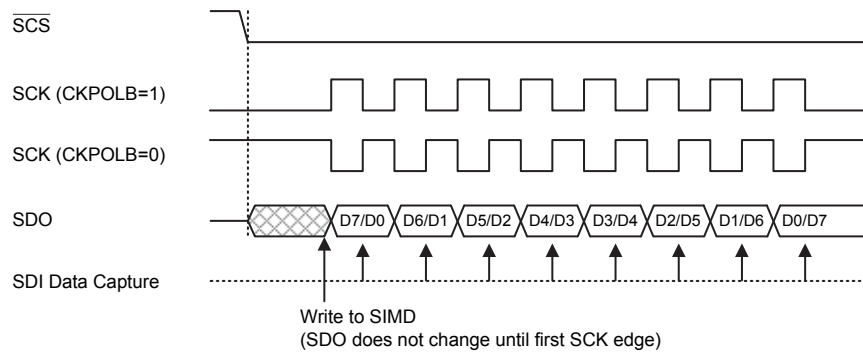 SCS
SCK (CKPOLB=1)
SCK (CKPOLB=0)
SDO
D7/D0 D6/D1 D5/D2 D4/D3 D3/D4 D2/D5 D1/D6 D0/D7
SDI Data Capture
Write to SIMD
(SDO does not change until first SCK edge)